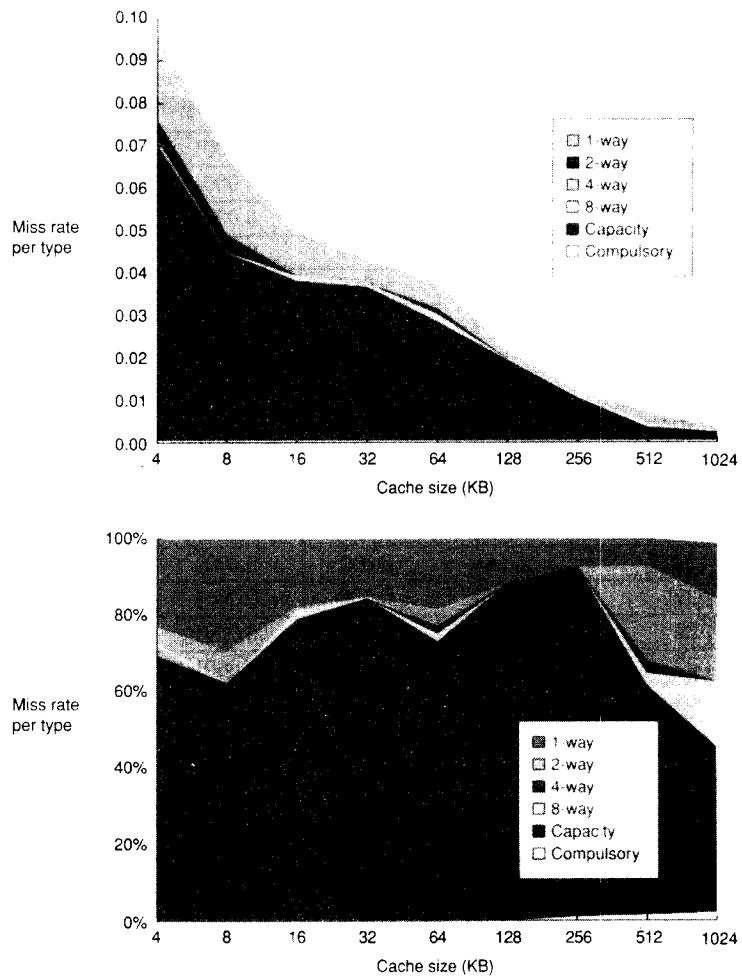 0.10
0.09
0.08
0.07
0.06
0.05
0.04
0.03
0.02
0.01
0.00
Miss rate
per type
1-way
2-way
4-way
8-way
Capacity
Compulsory
4 8 16 32 64 128 256 512 1024
Cache size (KB)
100%
80%
60%
40%
20%
0%
Miss rate
per type
1-way
2-way
4-way
8-way
Capacity
Compulsory
4 8 16 32 64 128 256 512 1024
Cache size (KB)